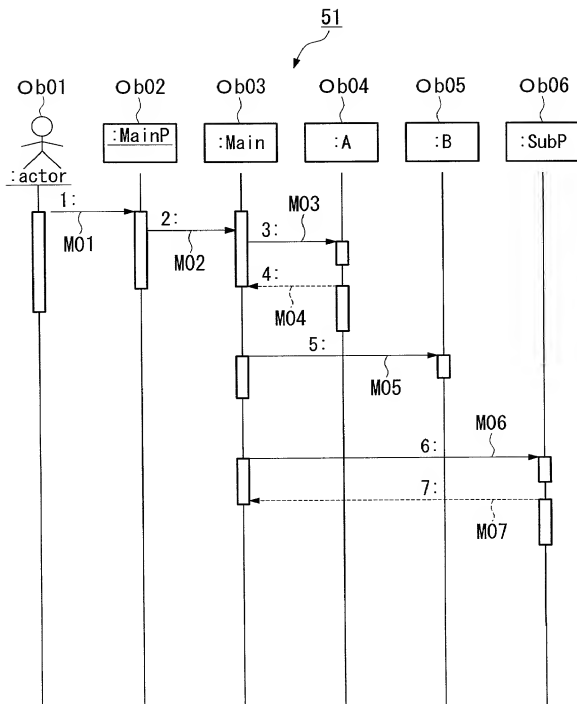 51
Ob01 Ob02 Ob03 Ob04 Ob05 Ob06
:MainP :Main :A :B :SubP
:actor
1: M01
2: M02
3: M03
4: M04
5: M05
6: M06
7: M07